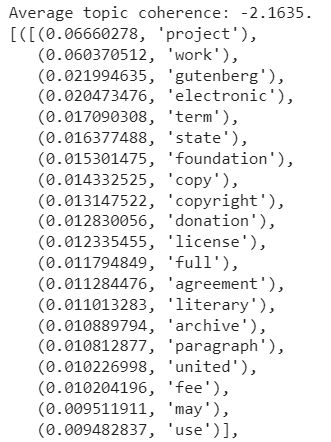 Average topic coherence: -2.1635.
[([(0.06660278, 'project'),
(0.060370512, 'work'),
(0.021994635, 'gutenberg'),
(0.020473476, 'electronic'),
(0.017090308, 'term'),
(0.016377488, 'state'),
(0.015301475, 'foundation'),
(0.014332525, 'copy'),
(0.013147522, 'copyright'),
(0.012830056, 'donation'),
(0.012335455, 'license'),
(0.011794849, 'full'),
(0.011284476, 'agreement'),
(0.011013283, 'literary'),
(0.010889794, 'archive'),
(0.010812877, 'paragraph'),
(0.010226998, 'united'),
(0.010204196, 'fee'),
(0.009511911, 'may'),
(0.009482837, 'use')],